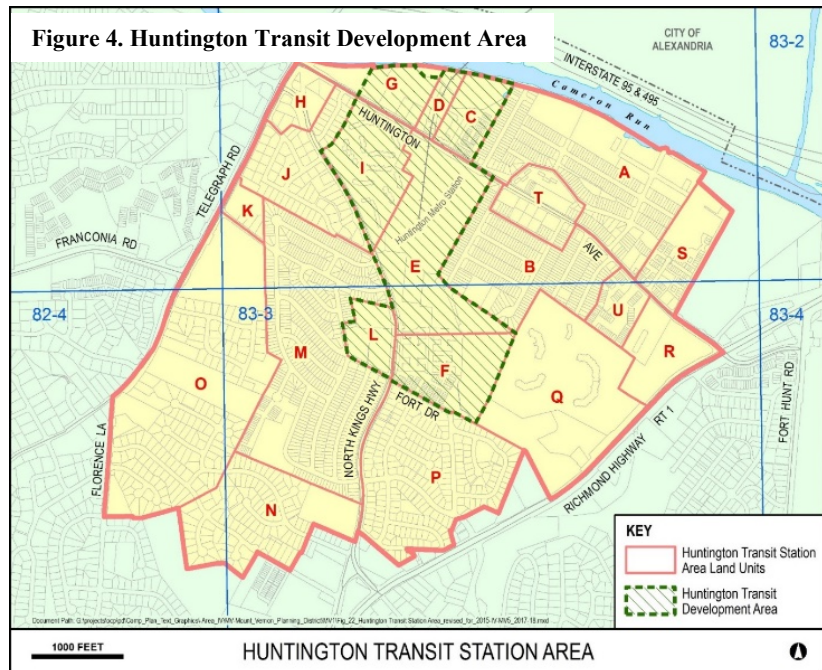 Figure 4. Huntington Transit Development Area
CITY OF
ALEXANDRIA
83-2
INTERSTATE 95 & 495
Cameron Run
G
H
D
C
HUNTINGTON
A
TELEGRAPH RD
J
I
T
K
Huntington Metro Station
S
FRANCONIA RD
E
B
AVE
82-4
83-3
U
83-4
L
R
M
F
O
Q
FORT DR
NORTH KINGS HWY
FORT HUNT RD
RT 1
RICHMOND HIGHWAY
FLORENCE LA
P
N
KEY
Huntington Transit Station
Area Land Units
Huntington Transit
Development Area
1000 FEET
HUNTINGTON TRANSIT STATION AREA